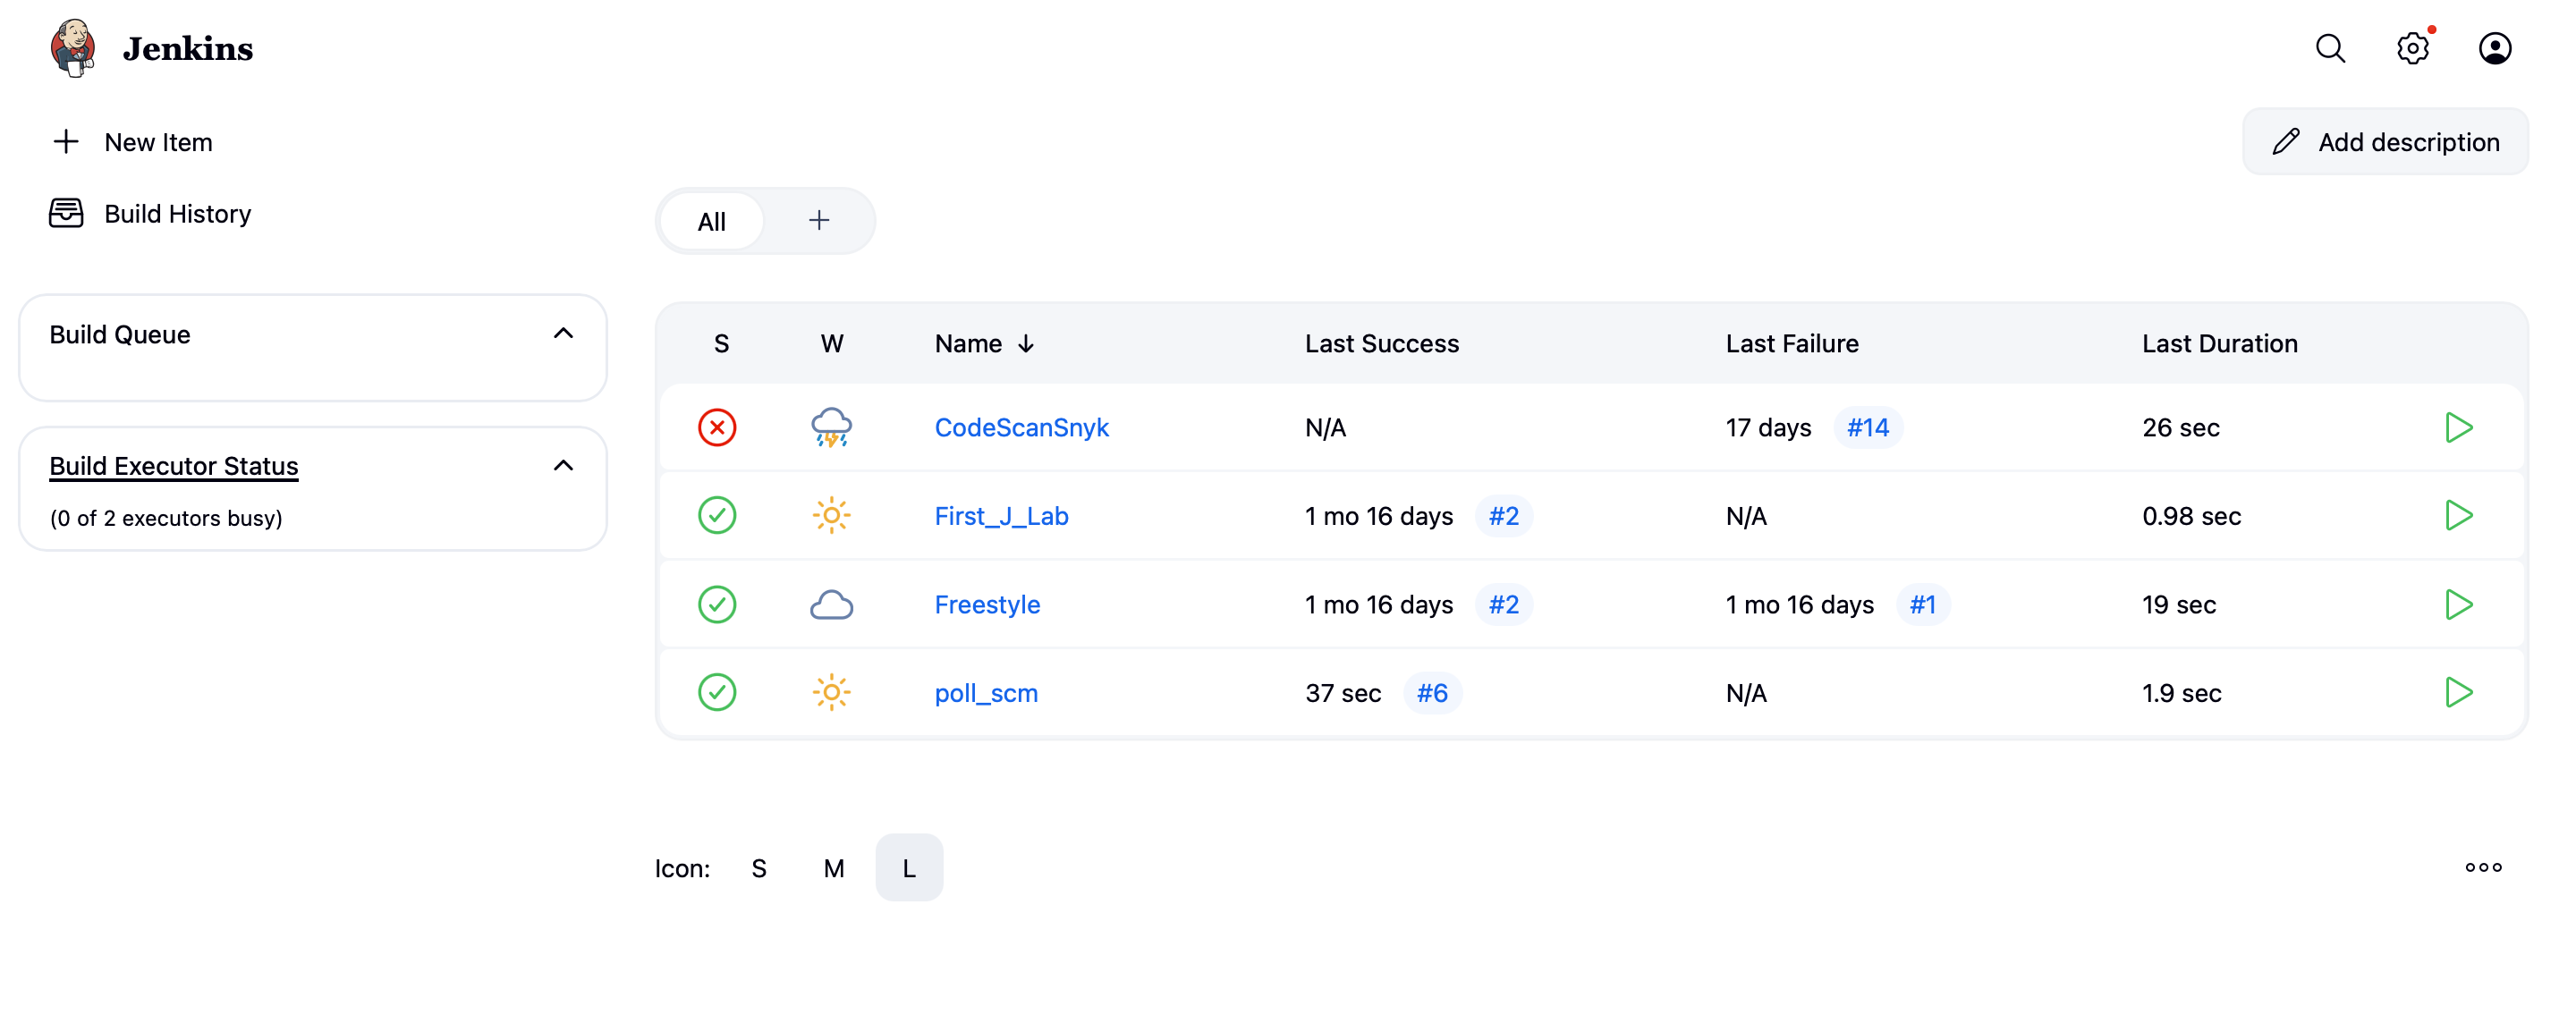 Jenkins
New Item
Add description
Build History
All
Build Queue
Build Executor Status
(0 of 2 executors busy)
S W Name ↓ Last Success Last Failure Last Duration
CodeScanSnyk N/A 17 days #14 26 sec
First_J_Lab 1 mo 16 days #2 N/A 0.98 sec
Freestyle 1 mo 16 days #2 1 mo 16 days #1 19 sec
poll_scm 37 sec #6 N/A 1.9 sec
Icon: S M L